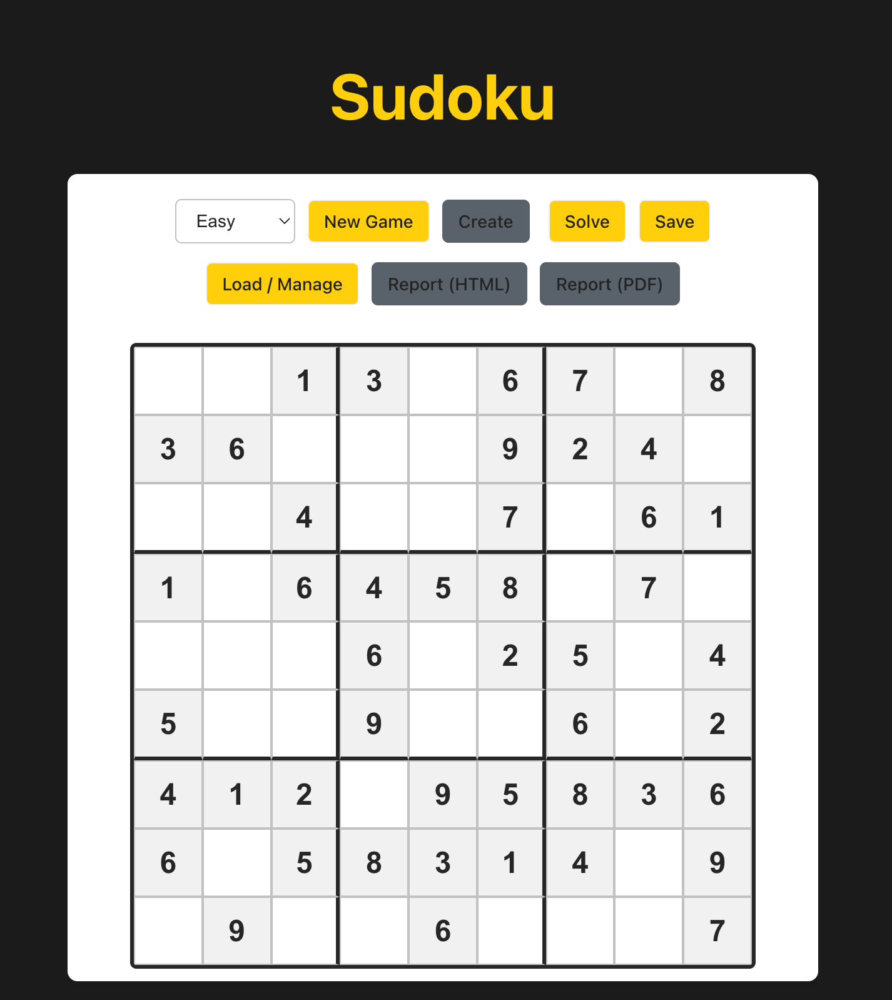 Sudoku
Easy New Game Create Solve Save
Load / Manage Report (HTML) Report (PDF)
1 3 6 7 8
3 6 9 2 4
4 7 6 1
1 6 4 5 8 7
6 2 5 4
5 9 6 2
4 1 2 9 5 8 3 6
6 5 8 3 1 4 9
9 6 7